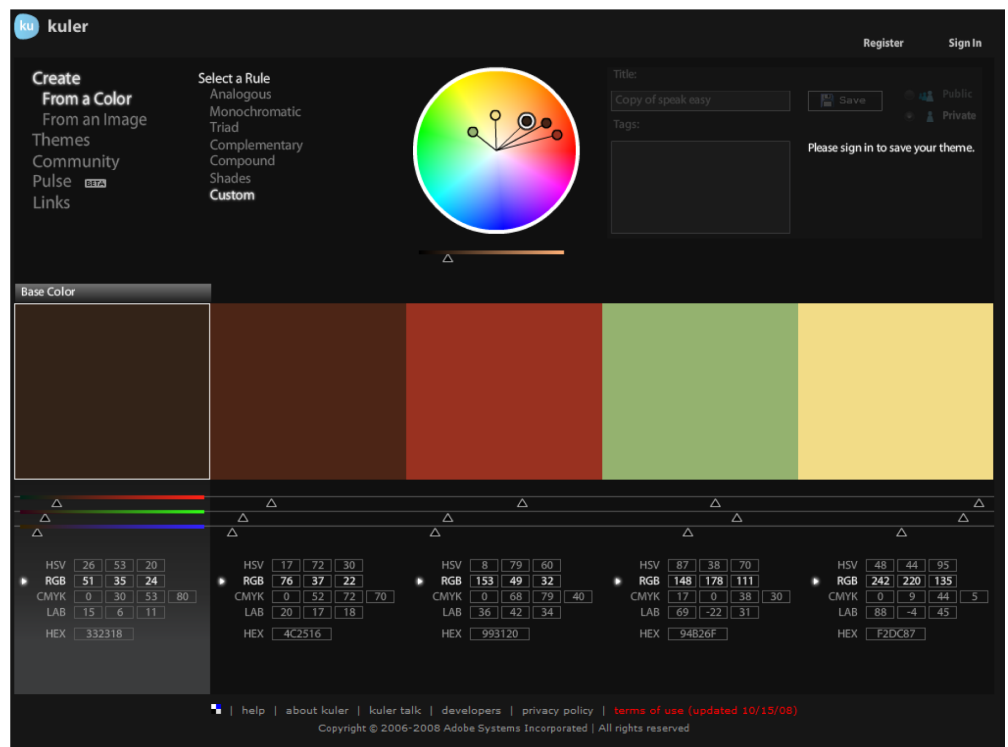 ku kuler
Register Sign In
Create
From a Color
From an Image
Themes
Community
Pulse BETA
Links
Select a Rule
Analogous
Monochromatic
Triad
Complementary
Compound
Shades
Custom
Title:
Copy of speak easy
Save
Public
Private
Tags:
Please sign in to save your theme.
Base Color
HSV 26 53 20 HSV 17 72 30 HSV 8 79 60 HSV 87 38 70 HSV 48 44 95
RGB 51 35 24 RGB 76 37 22 RGB 153 49 32 RGB 148 178 111 RGB 242 220 135
CMYK 0 30 53 80 CMYK 0 52 72 70 CMYK 0 68 79 40 CMYK 17 0 38 30 CMYK 0 9 44 5
LAB 15 6 11 LAB 20 17 18 LAB 36 42 34 LAB 69 -22 31 LAB 88 -4 45
HEX 332318 HEX 4C2516 HEX 993120 HEX 94B26F HEX F2DC87
| help | about kuler | kuler talk | developers | privacy policy | terms of use (updated 10/15/08)
Copyright © 2006-2008 Adobe Systems Incorporated | All rights reserved